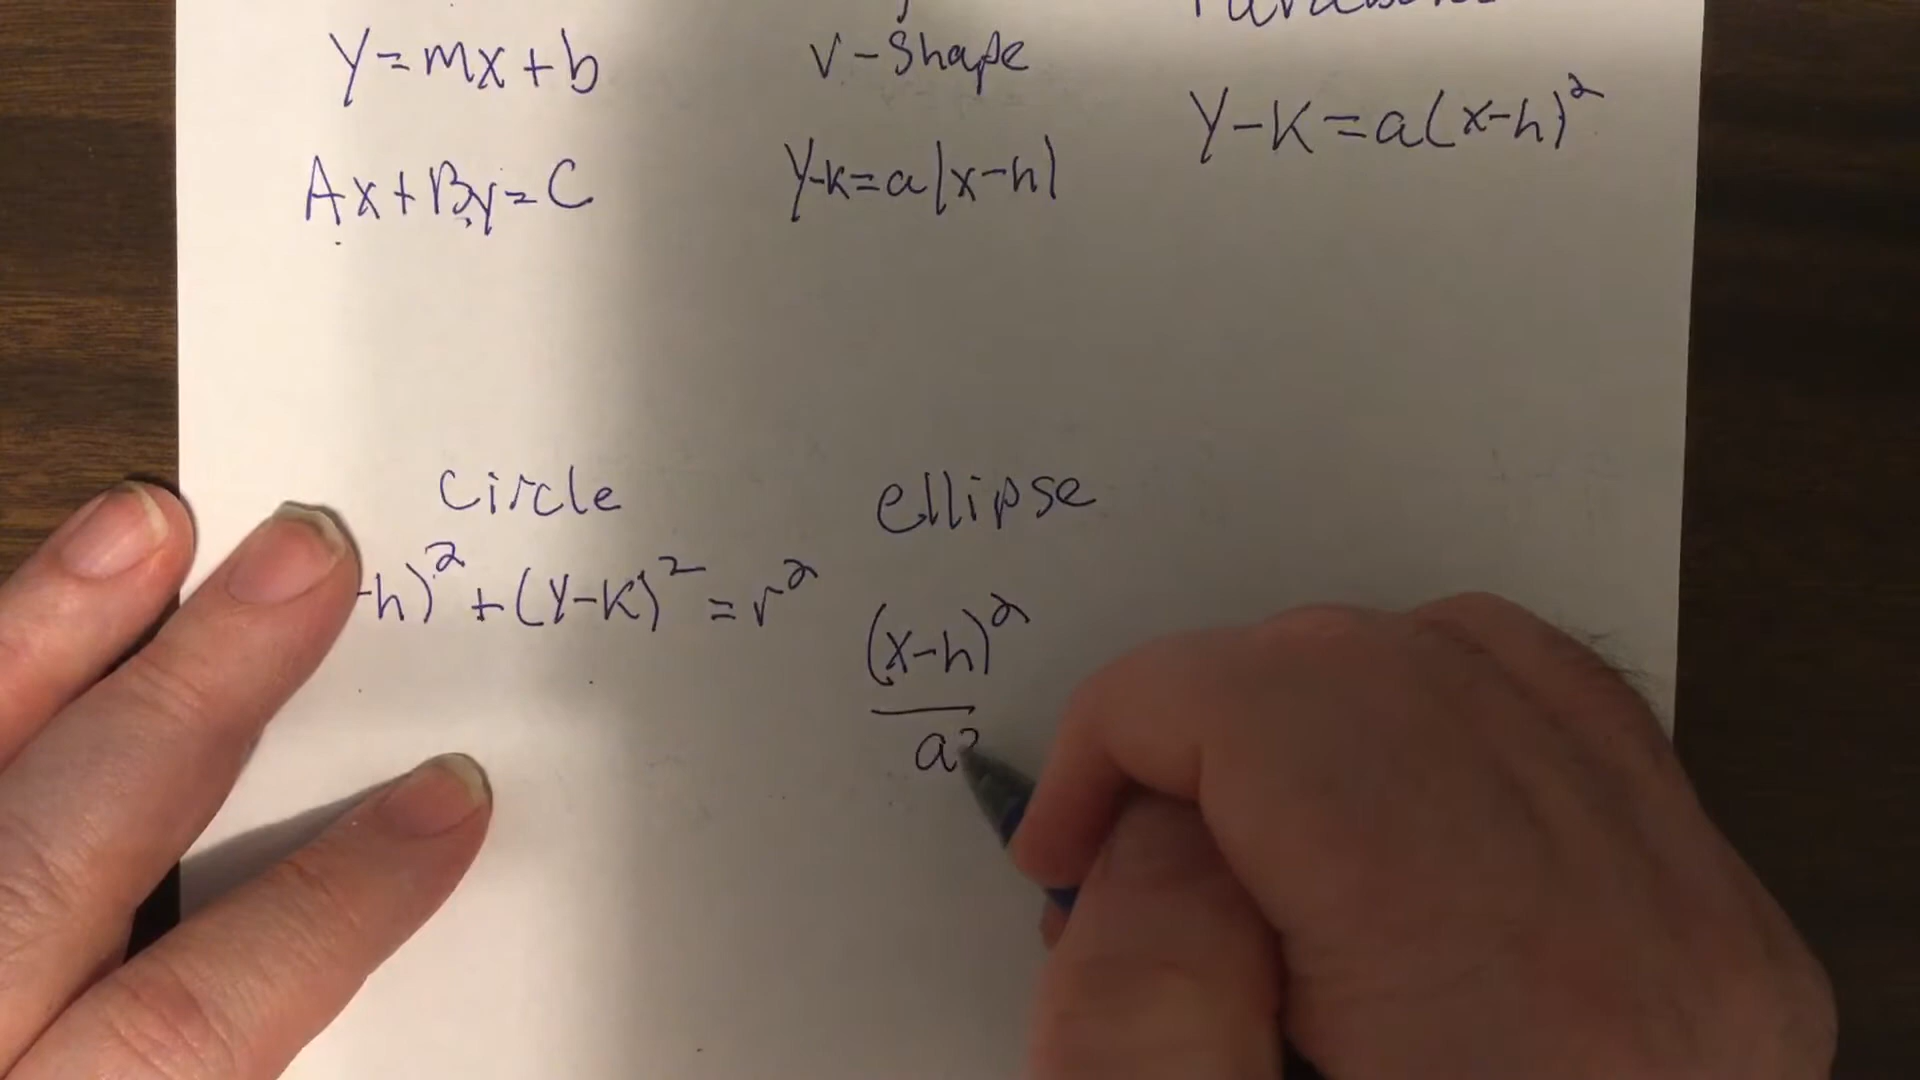 y=mx+b
Ax+By=C
V-Shape
y-k=a|x-h|
Y-K=a(x-h)²
circle
-h)²+(y-k)²=r²
ellipse
(x-h)²
a²